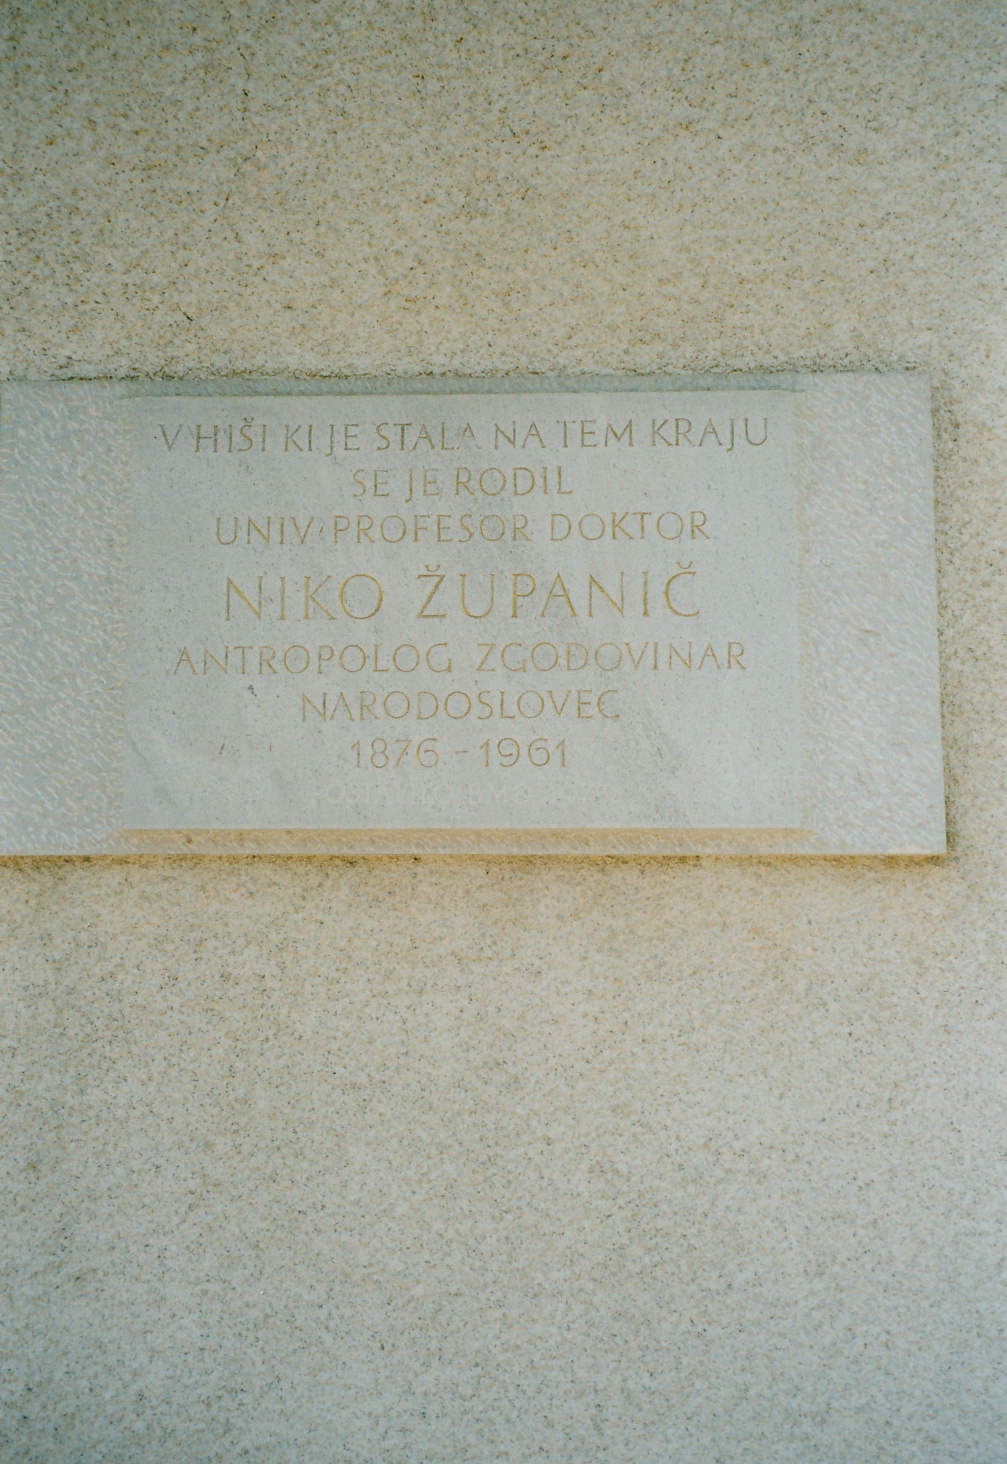 V HIŠI KI JE STALA NA TEM KRAJU
SE JE RODIL
UNIV·PROFESOR DOKTOR
NIKO ŽUPANIČ
ANTROPOLOG ZGODOVINAR
NARODOSLOVEC
1876 - 1961